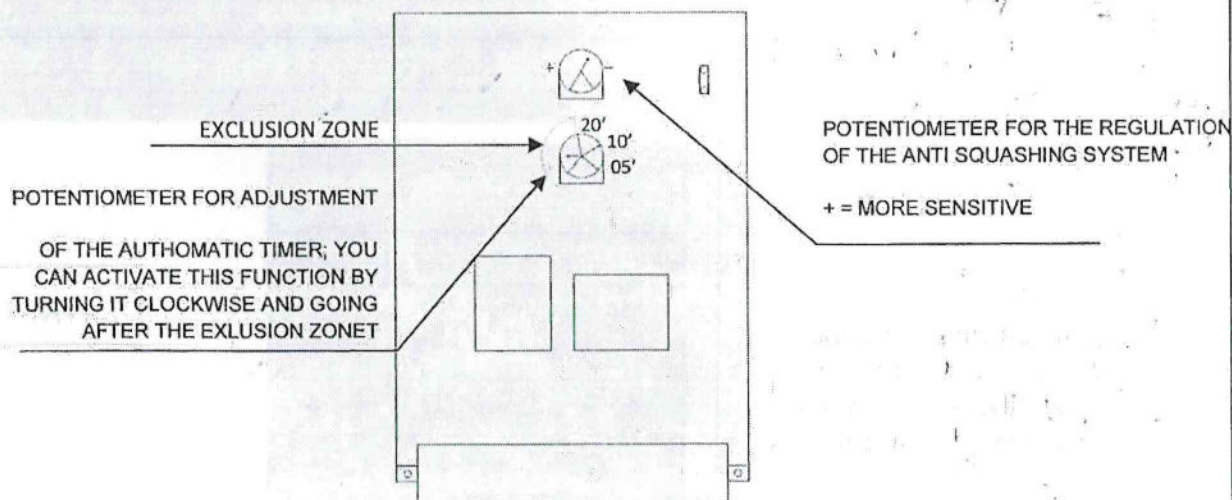 + -
EXCLUSION ZONE
20'
10'
05'
POTENTIOMETER FOR ADJUSTMENT
OF THE AUTHOMATIC TIMER; YOU
CAN ACTIVATE THIS FUNCTION BY
TURNING IT CLOCKWISE AND GOING
AFTER THE EXLUSION ZONET
POTENTIOMETER FOR THE REGULATION
OF THE ANTI SQUASHING SYSTEM
+ = MORE SENSITIVE